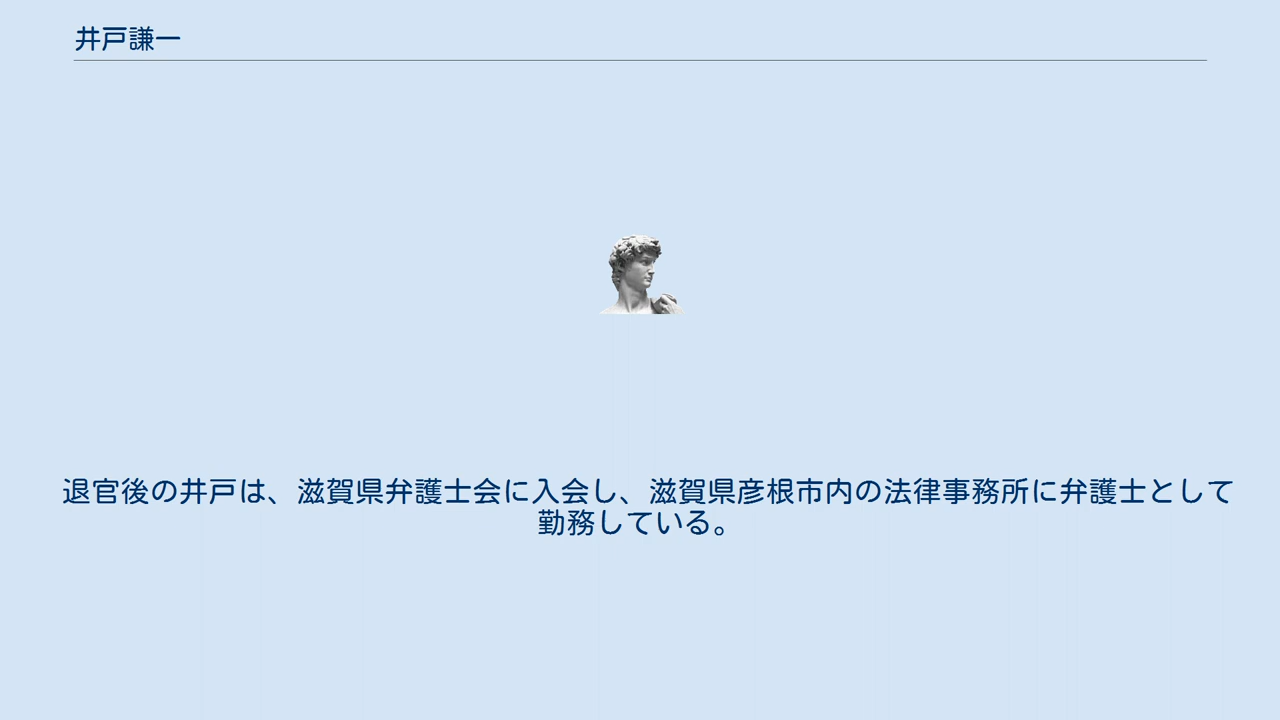 井戸謙一
退官後の井戸は、滋賀県弁護士会に入会し、滋賀県彦根市内の法律事務所に弁護士として
勤務している。